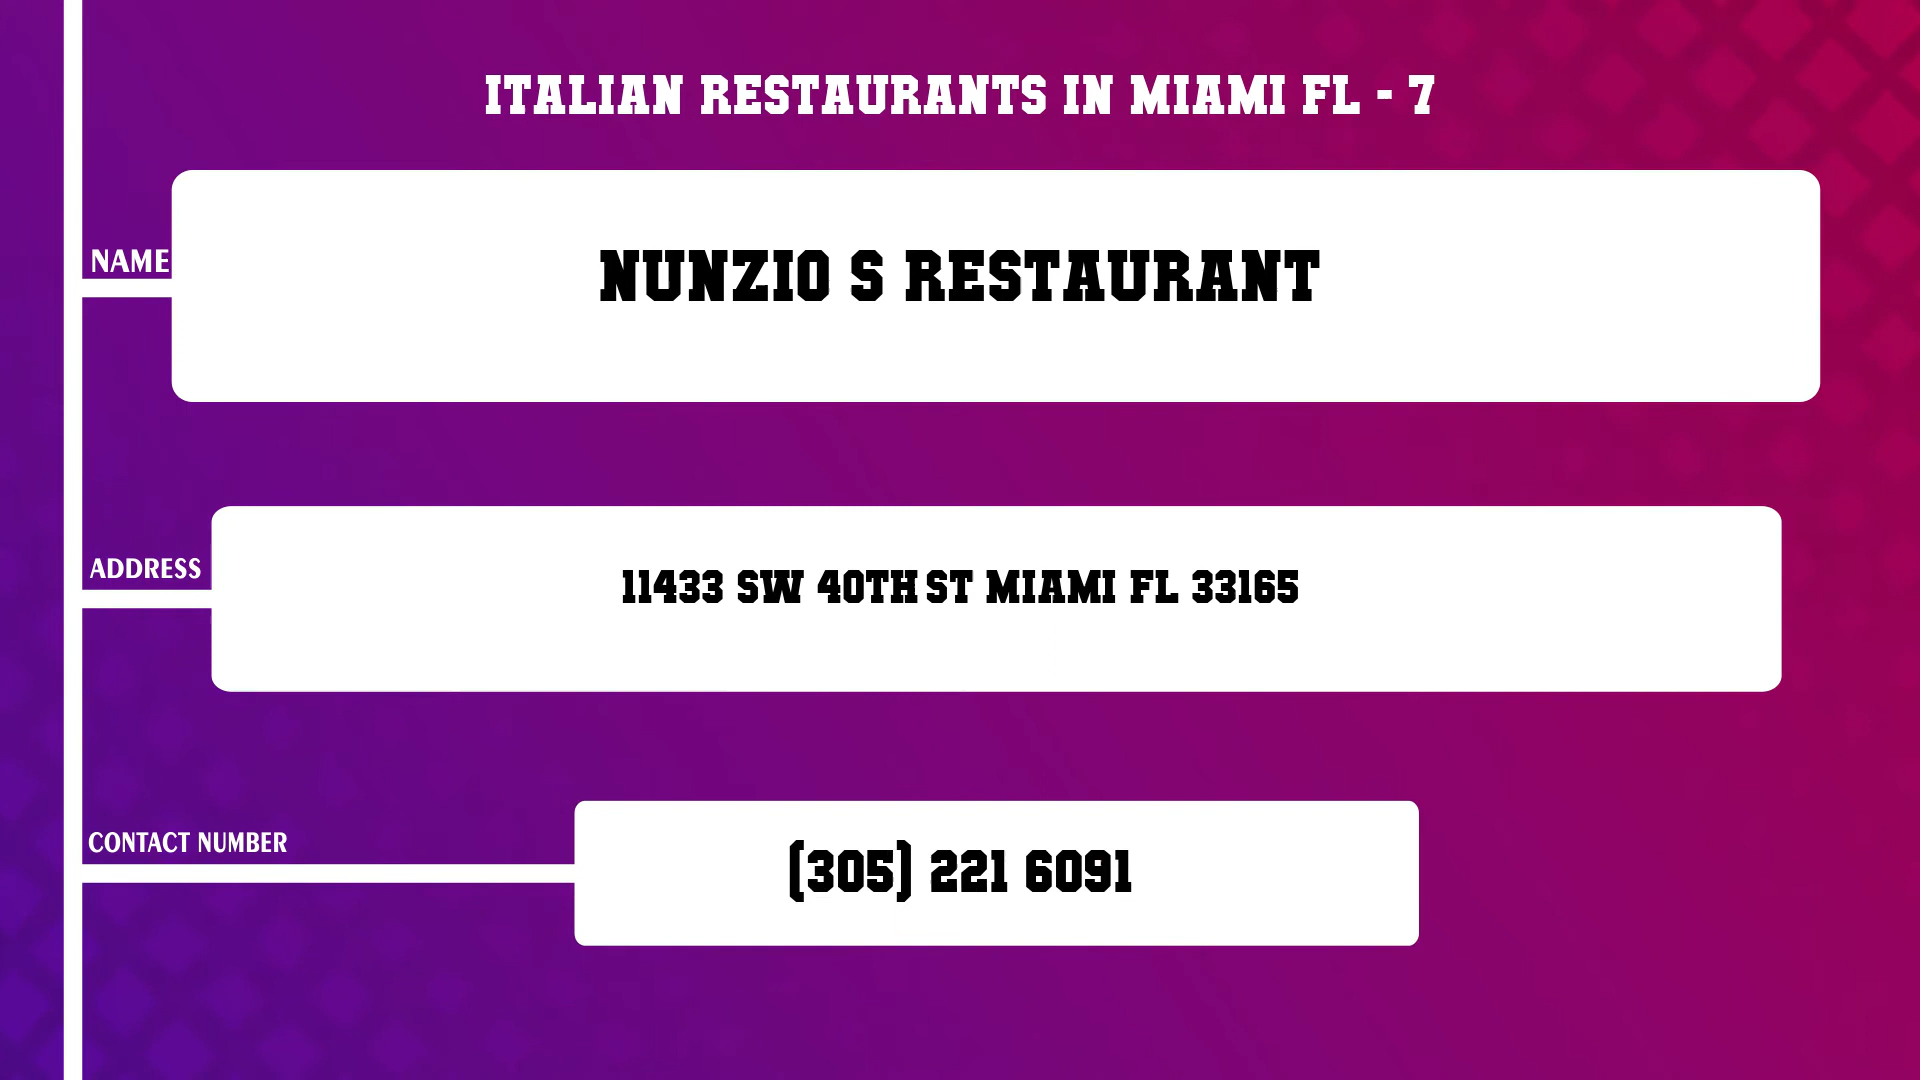 ITALIAN RESTAURANTS IN MIAMI FL - 7
NAME
NUNZIO S RESTAURANT
ADDRESS
11433 SW 40TH ST MIAMI FL 33165
CONTACT NUMBER
(305) 221 6091